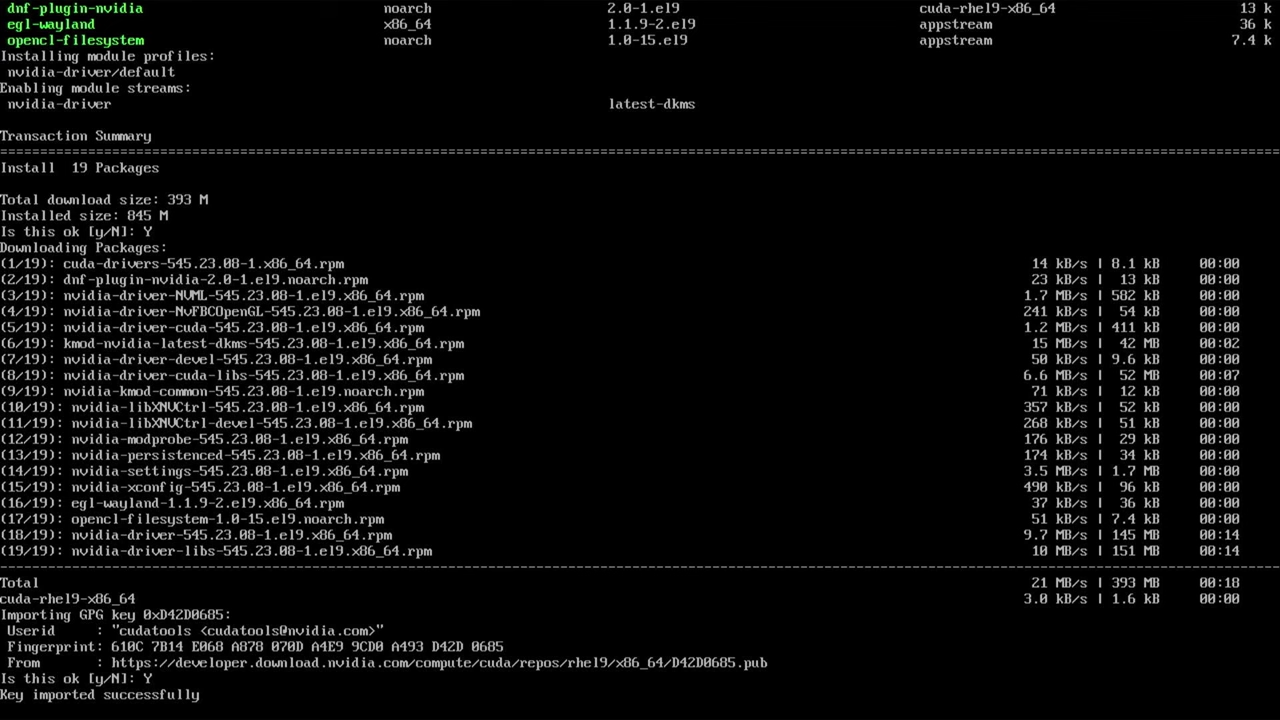 dnf-plugin-nvidia noarch 2.0-1.el9 cuda-rhel9-x86_64 13 k
egl-wayland x86_64 1.1.9-2.el9 appstream 36 k
opencl-filesystem noarch 1.0-15.el9 appstream 7.4 k
Installing module profiles:
nvidia-driver/default
Enabling module streams:
nvidia-driver latest-dkms
Transaction Summary
================================================================================
Install 19 Packages
Total download size: 393 M
Installed size: 845 M
Is this ok [y/N]: Y
Downloading Packages:
(1/19): cuda-drivers-545.23.08-1.x86_64.rpm 14 kB/s | 8.1 kB 00:00
(2/19): dnf-plugin-nvidia-2.0-1.el9.noarch.rpm 23 kB/s | 13 kB 00:00
(3/19): nvidia-driver-NVML-545.23.08-1.el9.x86_64.rpm 1.7 MB/s | 582 kB 00:00
(4/19): nvidia-driver-NvFBCOpenGL-545.23.08-1.el9.x86_64.rpm 241 kB/s | 54 kB 00:00
(5/19): nvidia-driver-cuda-545.23.08-1.el9.x86_64.rpm 1.2 MB/s | 411 kB 00:00
(6/19): kmod-nvidia-latest-dkms-545.23.08-1.el9.x86_64.rpm 15 MB/s | 42 MB 00:02
(7/19): nvidia-driver-devel-545.23.08-1.el9.x86_64.rpm 50 kB/s | 9.6 kB 00:00
(8/19): nvidia-driver-cuda-libs-545.23.08-1.el9.x86_64.rpm 6.6 MB/s | 52 MB 00:07
(9/19): nvidia-kmod-common-545.23.08-1.el9.noarch.rpm 71 kB/s | 12 kB 00:00
(10/19): nvidia-libXNVCtrl-545.23.08-1.el9.x86_64.rpm 357 kB/s | 52 kB 00:00
(11/19): nvidia-libXNVCtrl-devel-545.23.08-1.el9.x86_64.rpm 268 kB/s | 51 kB 00:00
(12/19): nvidia-modprobe-545.23.08-1.el9.x86_64.rpm 176 kB/s | 29 kB 00:00
(13/19): nvidia-persistenced-545.23.08-1.el9.x86_64.rpm 174 kB/s | 34 kB 00:00
(14/19): nvidia-settings-545.23.08-1.el9.x86_64.rpm 3.5 MB/s | 1.7 MB 00:00
(15/19): nvidia-xconfig-545.23.08-1.el9.x86_64.rpm 490 kB/s | 96 kB 00:00
(16/19): egl-wayland-1.1.9-2.el9.x86_64.rpm 37 kB/s | 36 kB 00:00
(17/19): opencl-filesystem-1.0-15.el9.noarch.rpm 51 kB/s | 7.4 kB 00:00
(18/19): nvidia-driver-545.23.08-1.el9.x86_64.rpm 9.7 MB/s | 145 MB 00:14
(19/19): nvidia-driver-libs-545.23.08-1.el9.x86_64.rpm 10 MB/s | 151 MB 00:14
--------------------------------------------------------------------------------
Total 21 MB/s | 393 MB 00:18
cuda-rhel9-x86_64 3.0 kB/s | 1.6 kB 00:00
Importing GPG key 0xD42D0685:
Userid : "cudatools <cudatools@nvidia.com>"
Fingerprint: 610C 7B14 E068 A878 070D A4E9 9CD0 A493 D42D 0685
From : https://developer.download.nvidia.com/compute/cuda/repos/rhel9/x86_64/D42D0685.pub
Is this ok [y/N]: Y
Key imported successfully